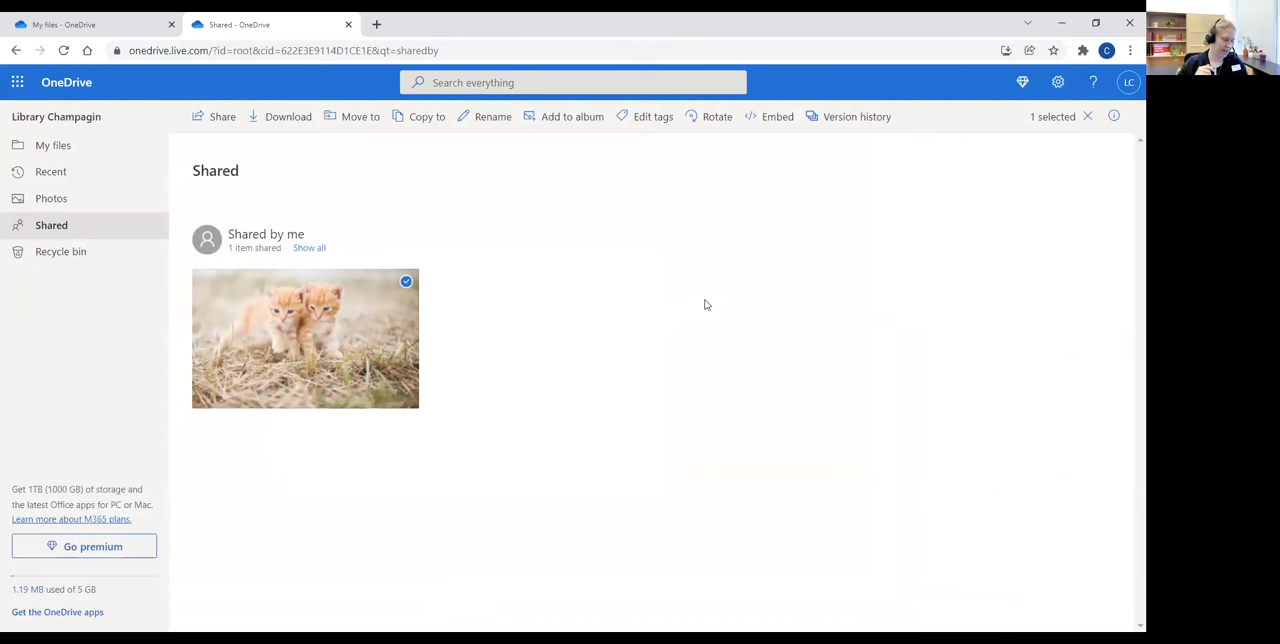 My files - OneDrive
Shared - OneDrive
onedrive.live.com/?id=root&cid=622E3E9114D1CE1E&qt=sharedby
C
OneDrive
Search everything
LC
Library Champagin
Share
Download
Move to
Copy to
Rename
Add to album
Edit tags
Rotate
Embed
Version history
1 selected
My files
Recent
Photos
Shared
Recycle bin
Shared
Shared by me
1 item shared Show all
Get 1TB (1000 GB) of storage and
the latest Office apps for PC or Mac.
Learn more about M365 plans.
Go premium
1.19 MB used of 5 GB
Get the OneDrive apps